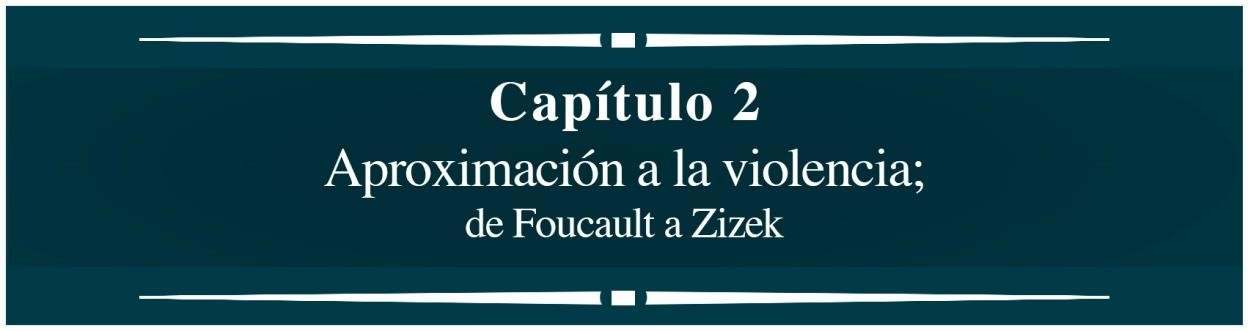 Capítulo 2
Aproximación a la violencia;
de Foucault a Zizek